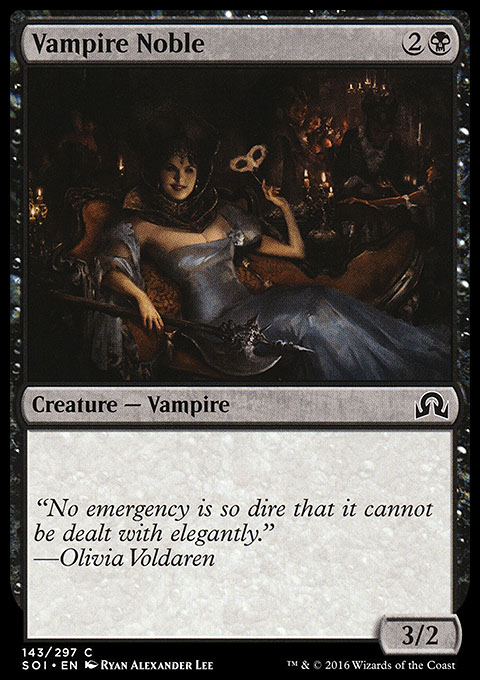 Vampire Noble 2
Creature — Vampire
“No emergency is so dire that it cannot
be dealt with elegantly.”
—Olivia Voldaren
3/2
143/297 C
SOI • EN Ryan Alexander Lee
™ & © 2016 Wizards of the Coast